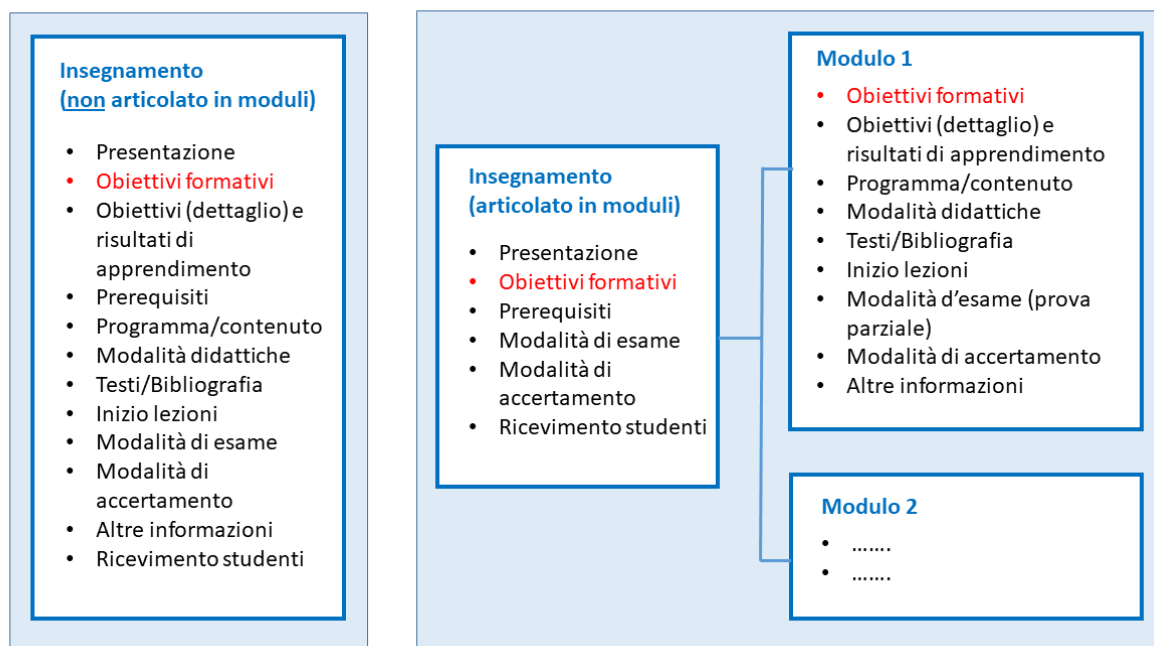 Insegnamento
(non articolato in moduli)
• Presentazione
• Obiettivi formativi
• Obiettivi (dettaglio) e
risultati di
apprendimento
• Prerequisiti
• Programma/contenuto
• Modalità didattiche
• Testi/Bibliografia
• Inizio lezioni
• Modalità di esame
• Modalità di
accertamento
• Altre informazioni
• Ricevimento studenti
Insegnamento
(articolato in moduli)
• Presentazione
• Obiettivi formativi
• Prerequisiti
• Modalità di esame
• Modalità di
accertamento
• Ricevimento studenti
Modulo 1
• Obiettivi formativi
• Obiettivi (dettaglio) e
risultati di apprendimento
• Programma/contenuto
• Modalità didattiche
• Testi/Bibliografia
• Inizio lezioni
• Modalità d'esame (prova
parziale)
• Modalità di accertamento
• Altre informazioni
Modulo 2
• …….
• …….